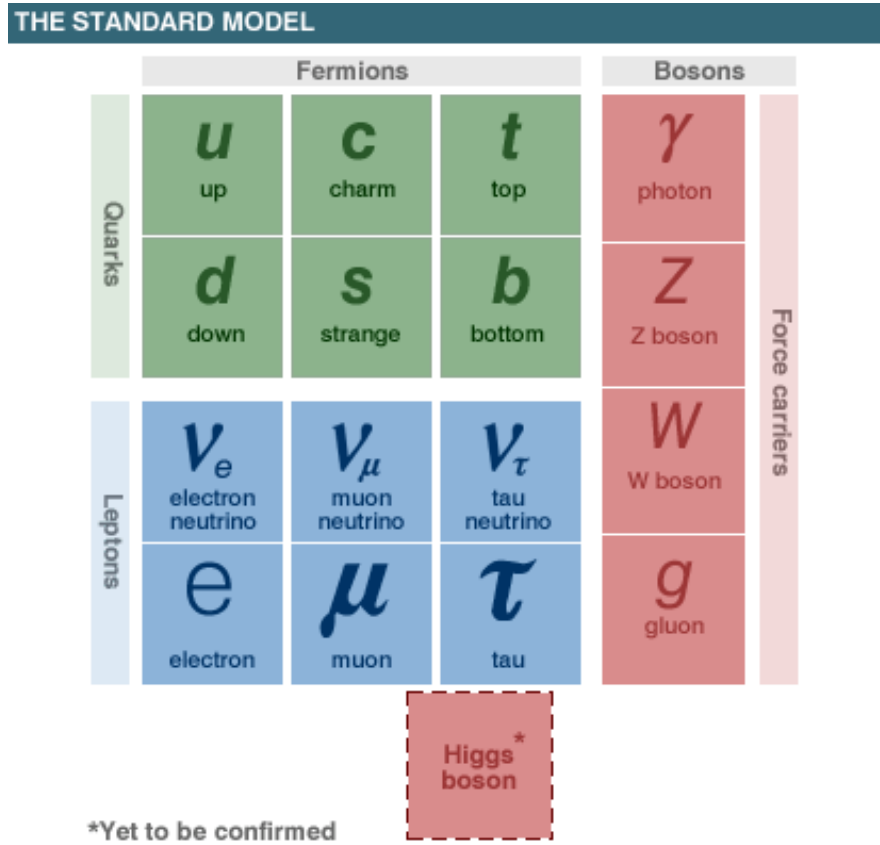 THE STANDARD MODEL
Fermions
Bosons
Quarks
u
up
c
charm
t
top
d
down
s
strange
b
bottom
Leptons
νe
electron
neutrino
νμ
muon
neutrino
ντ
tau
neutrino
e
electron
μ
muon
τ
tau
γ
photon
Z
Z boson
W
W boson
g
gluon
Force carriers
Higgs*
boson
*Yet to be confirmed